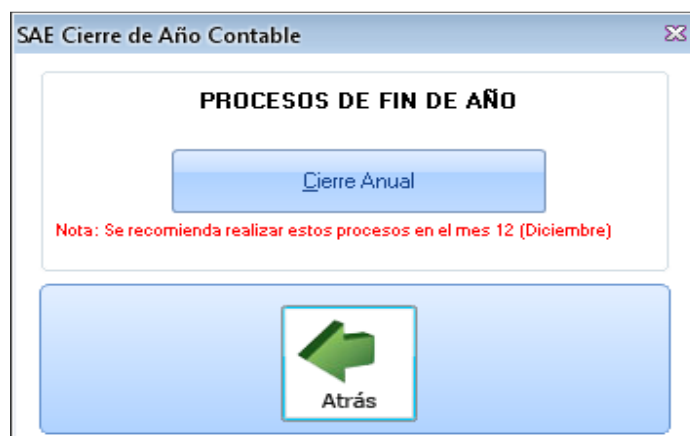 SAE Cierre de Año Contable
PROCESOS DE FIN DE AÑO
Cierre Anual
Nota: Se recomienda realizar estos procesos en el mes 12 (Diciembre)
Atrás